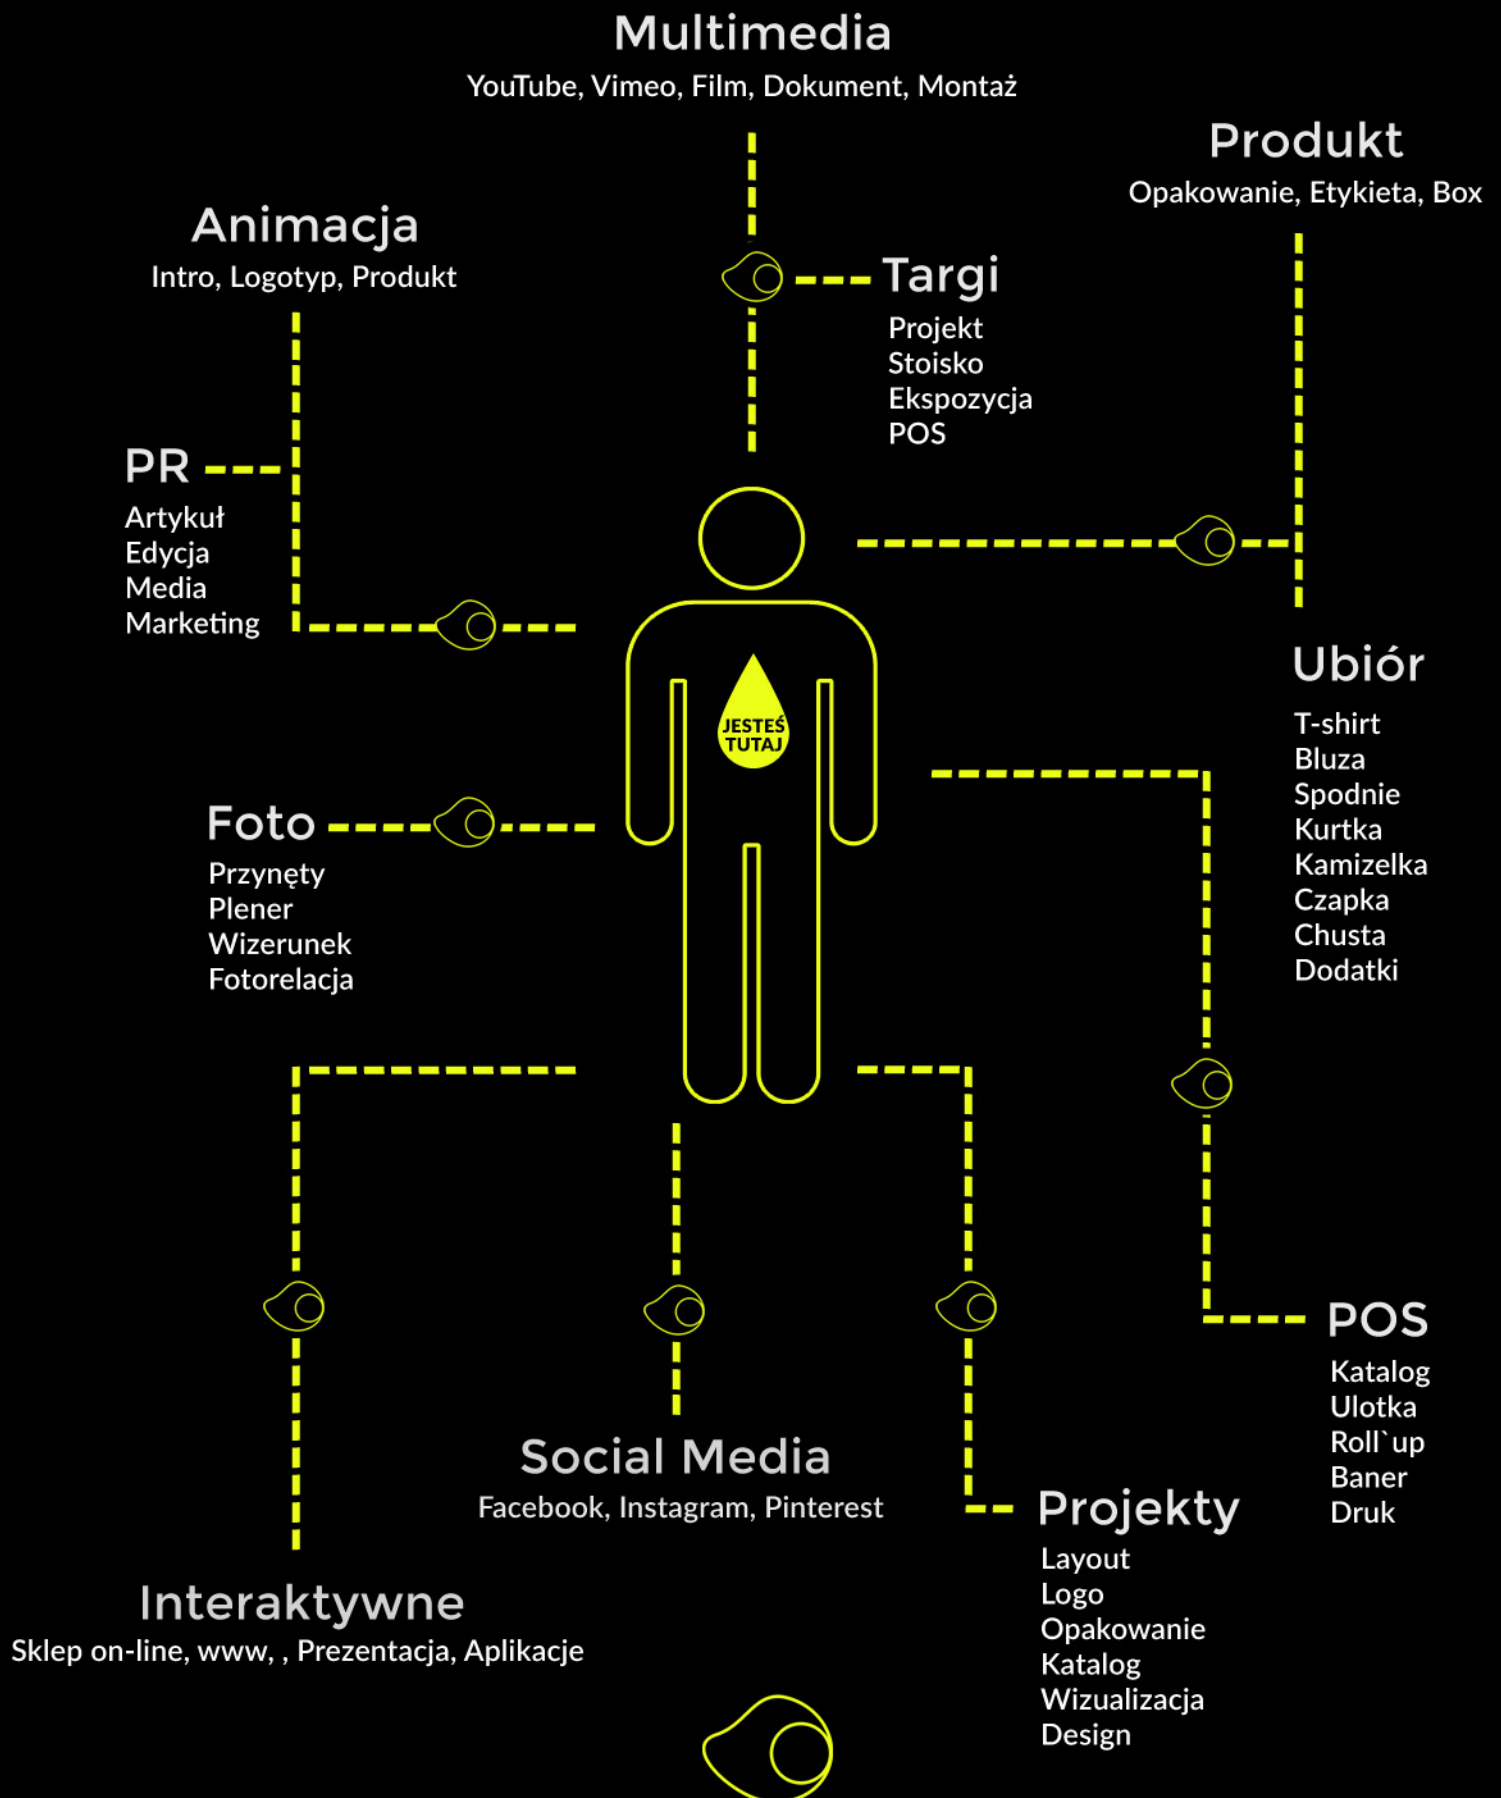 Multimedia
YouTube, Vimeo, Film, Dokument, Montaż
Produkt
Opakowanie, Etykieta, Box
Animacja
Intro, Logotyp, Produkt
Targi
Projekt
Stoisko
Ekspozycja
POS
PR
Artykuł
Edycja
Media
Marketing
Ubiór
T-shirt
Bluza
Spodnie
Kurtka
Kamizelka
Czapka
Chusta
Dodatki
JESTEŚ
TUTAJ
Foto
Przynęty
Plener
Wizerunek
Fotorelacja
POS
Katalog
Ulotka
Roll`up
Baner
Druk
Social Media
Facebook, Instagram, Pinterest
Projekty
Layout
Logo
Opakowanie
Katalog
Wizualizacja
Design
Interaktywne
Sklep on-line, www, , Prezentacja, Aplikacje